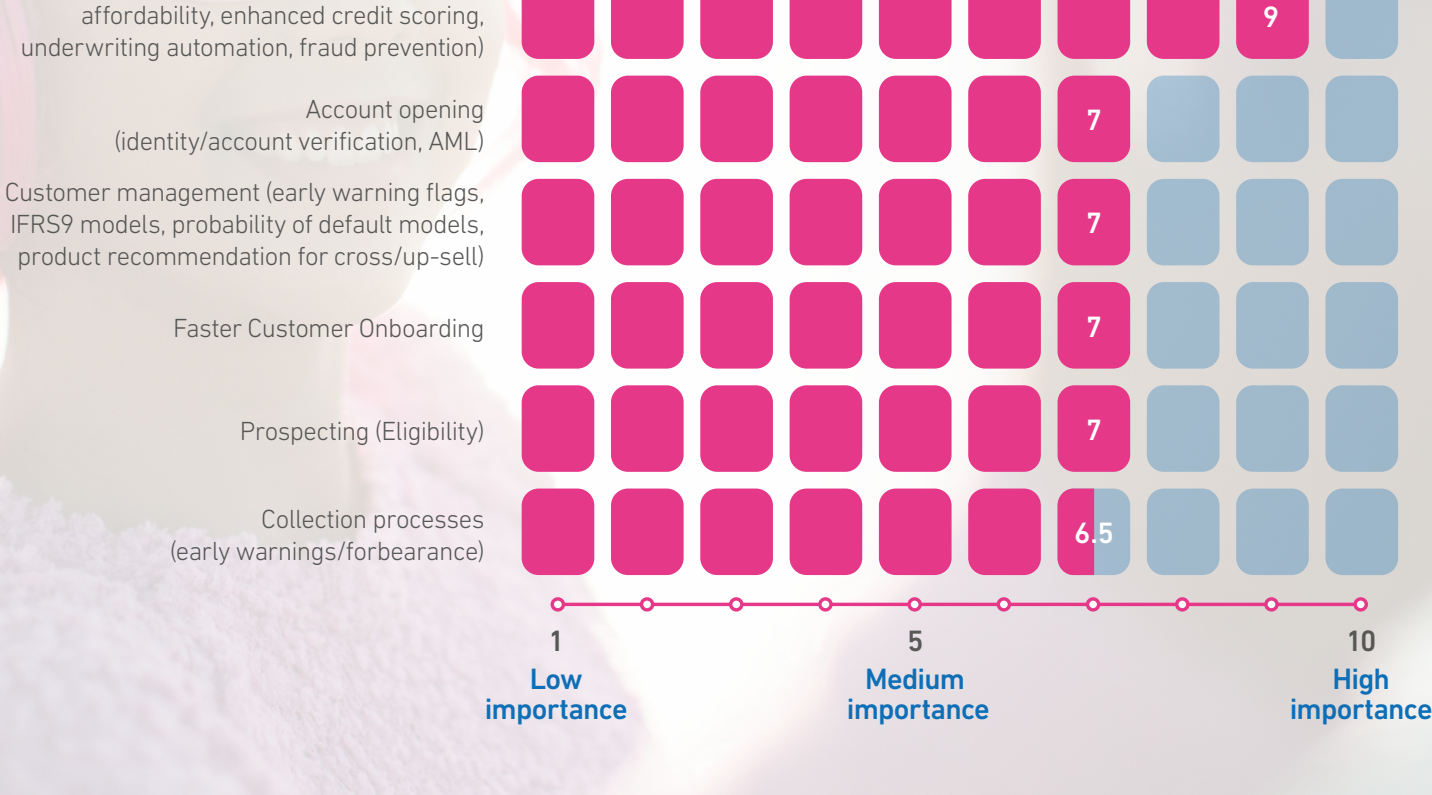 affordability, enhanced credit scoring,
underwriting automation, fraud prevention)
9
Account opening
(identity/account verification, AML)
7
Customer management (early warning flags,
IFRS9 models, probability of default models,
product recommendation for cross/up-sell)
7
Faster Customer Onboarding
7
Prospecting (Eligibility)
7
Collection processes
(early warnings/forbearance)
6.5
1
5
10
Low
importance
Medium
importance
High
importance